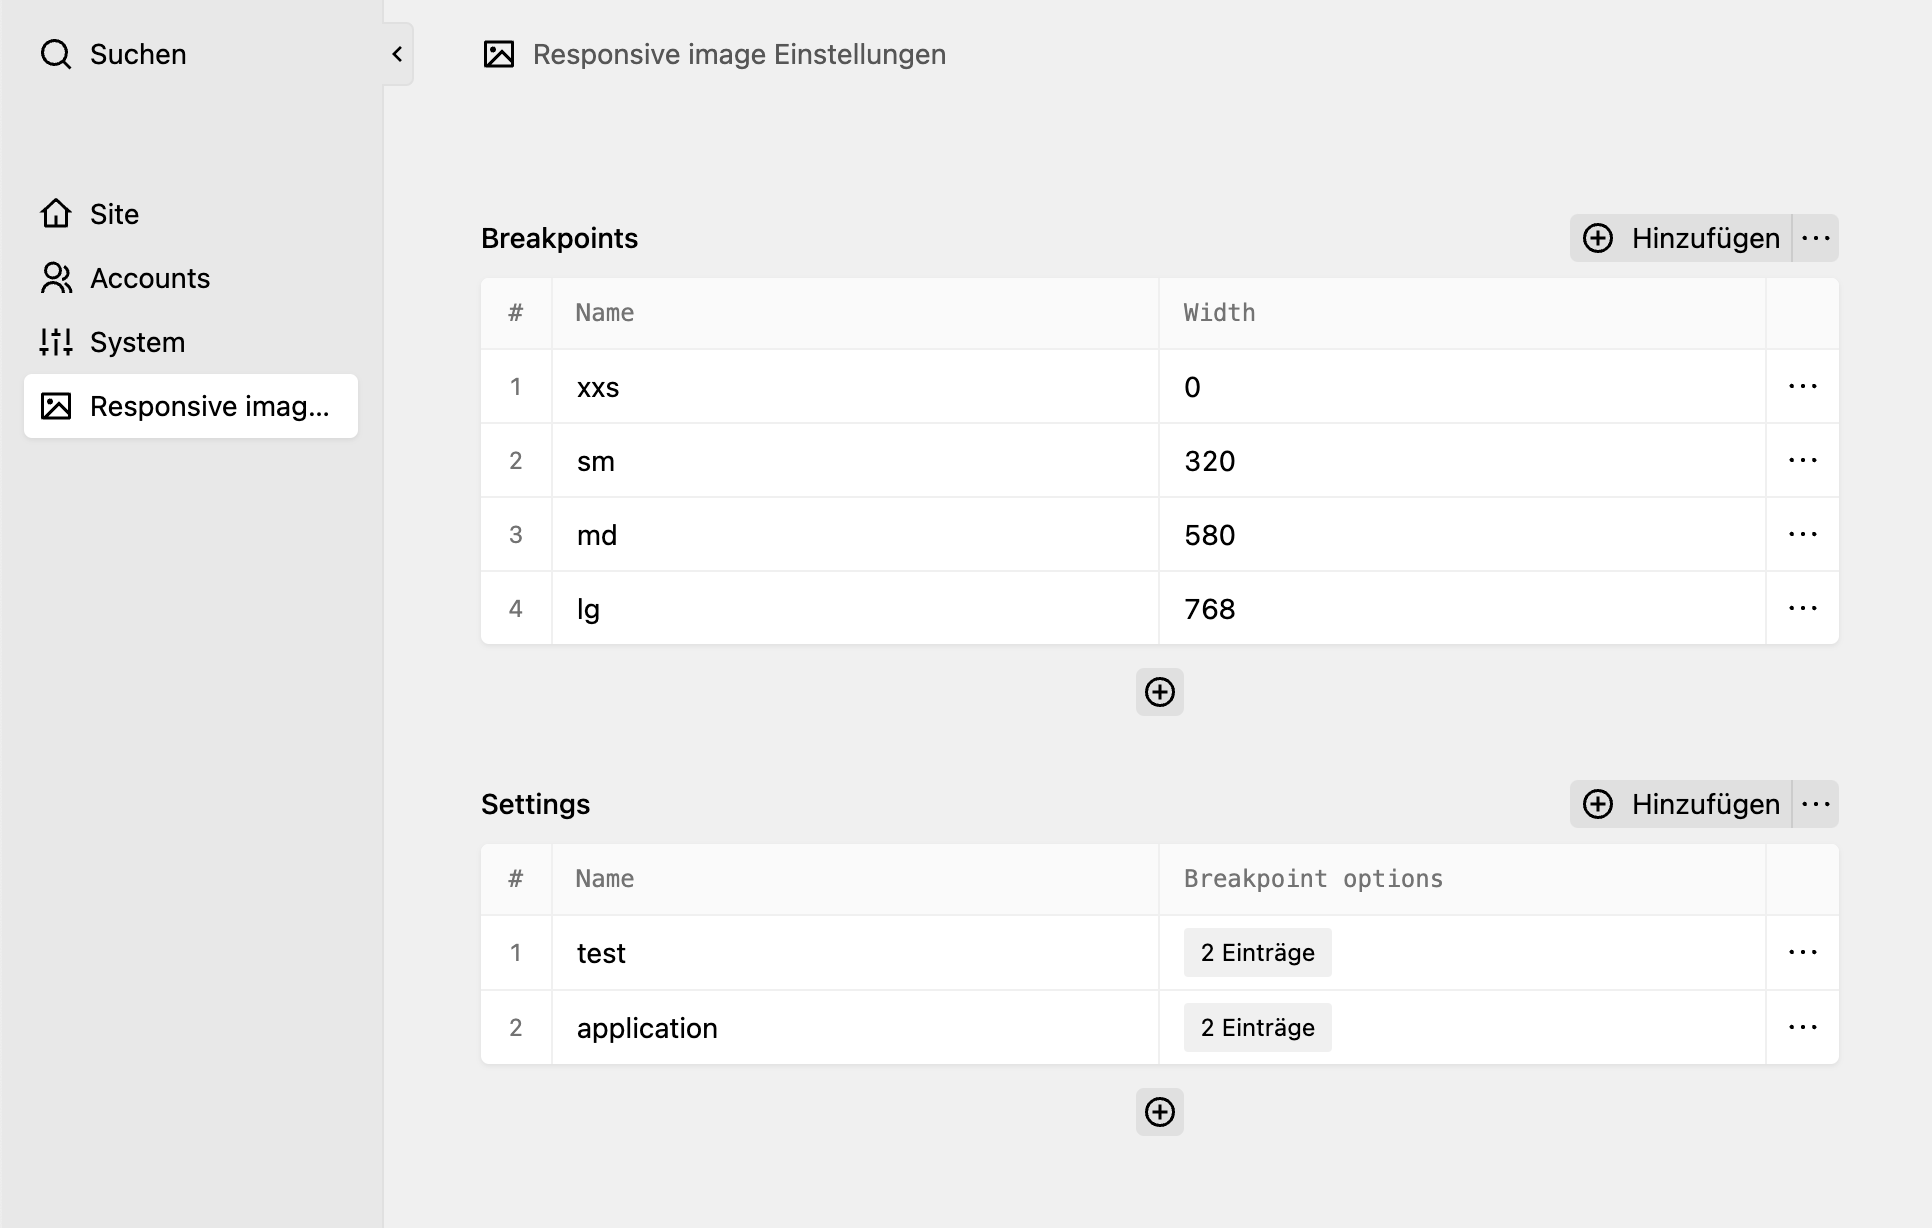 Suchen
Responsive image Einstellungen
Site
Accounts
System
Responsive imag...
Breakpoints
Hinzufügen ...
# Name Width
1 xxs 0 ...
2 sm 320 ...
3 md 580 ...
4 lg 768 ...
Settings
Hinzufügen ...
# Name Breakpoint options
1 test 2 Einträge ...
2 application 2 Einträge ...